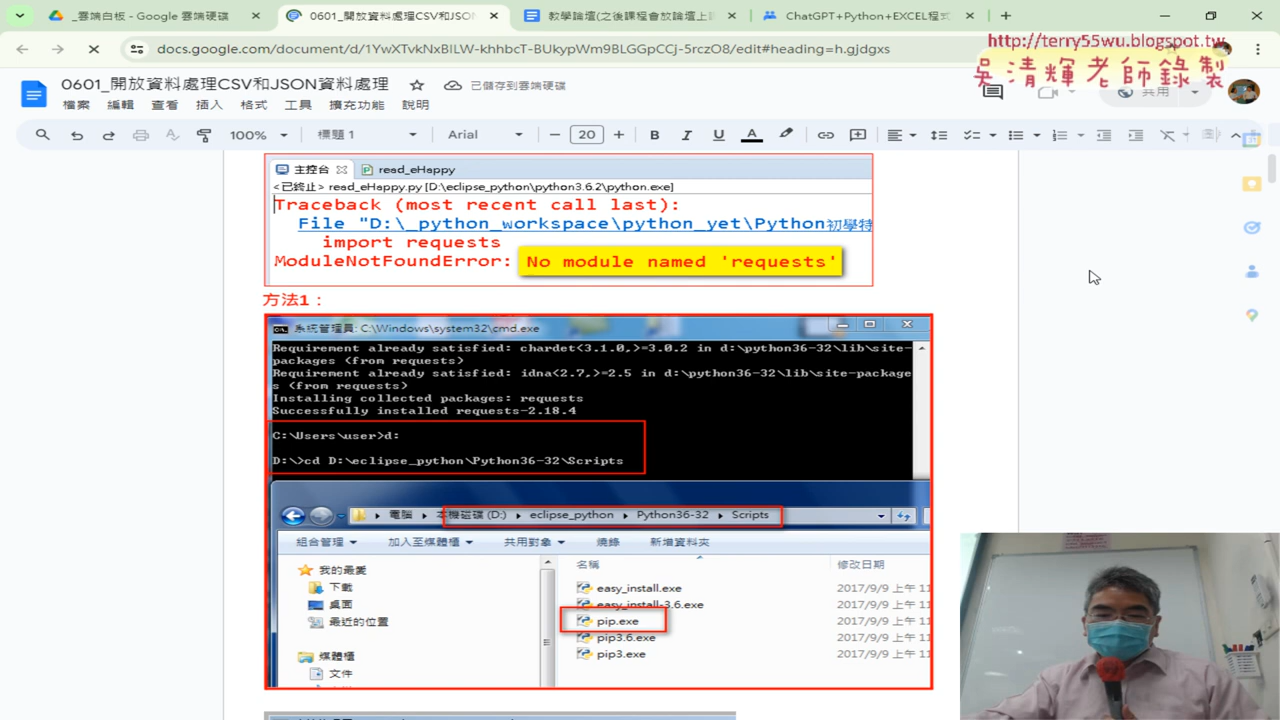 _雲端白板 - Google 雲端硬碟
0601_開放資料處理CSV和JSON
教學論壇(之後課程會放論壇上課
ChatGPT+Python+EXCEL程式
docs.google.com/document/d/1YwXTvkNxBILW-khhbcT-BUkypWm9BLGGpCCj-5rczO8/edit#heading=h.gjdgxs
http://terry55wu.blogspot.tw
吳清輝老師錄製
0601_開放資料處理CSV和JSON資料處理
已儲存到雲端硬碟
共用
檔案 編輯 查看 插入 格式 工具 擴充功能 說明
100% 標題 1 Arial 20 B I U A
主控台 read_eHappy
<已終止> read_eHappy.py [D:\eclipse_python\python3.6.2\python.exe]
Traceback (most recent call last):
File "D:\_python_workspace\python_yet\Python初學特
import requests
ModuleNotFoundError: No module named 'requests'
方法1：
系統管理員: C:\Windows\system32\cmd.exe
Requirement already satisfied: chardet<3.1.0,>=3.0.2 in d:\python36-32\lib\site-
packages (from requests)
Requirement already satisfied: idna<2.7,>=2.5 in d:\python36-32\lib\site-package
s (from requests)
Installing collected packages: requests
Successfully installed requests-2.18.4
C:\Users\user>d:
D:\>cd D:\eclipse_python\Python36-32\Scripts
電腦 本機磁碟 (D:) eclipse_python Python36-32 Scripts
組合管理 加入至媒體櫃 共用對象 燒錄 新增資料夾
我的最愛
下載
桌面
最近的位置
媒體櫃
文件
名稱 修改日期
easy_install.exe 2017/9/9 上午 11
easy_install-3.6.exe 2017/9/9 上午 11
pip.exe 2017/9/9 上午 11
pip3.6.exe 2017/9/9 上午 11
pip3.exe 2017/9/9 上午 11